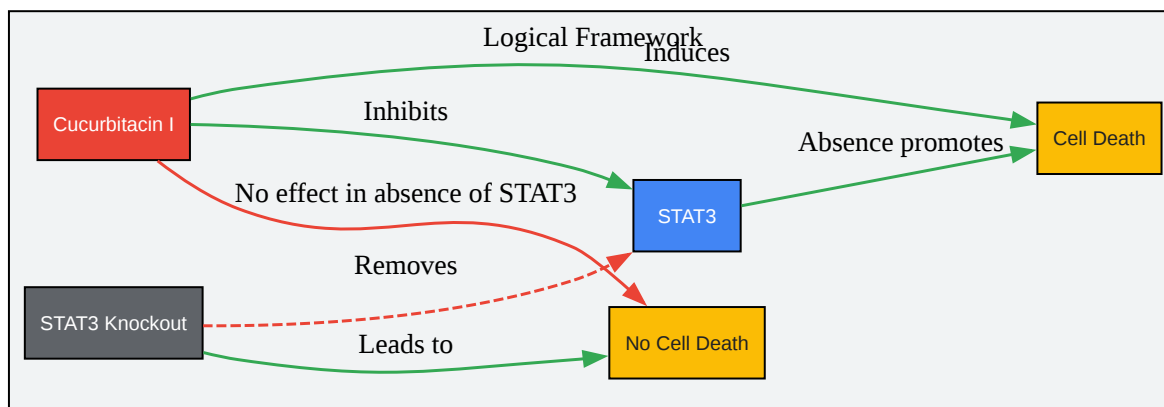 Logical Framework
Induces
Cucurbitacin I
Inhibits
Cell Death
Absence promotes
No effect in absence of STAT3
STAT3
Removes
STAT3 Knockout
Leads to
No Cell Death